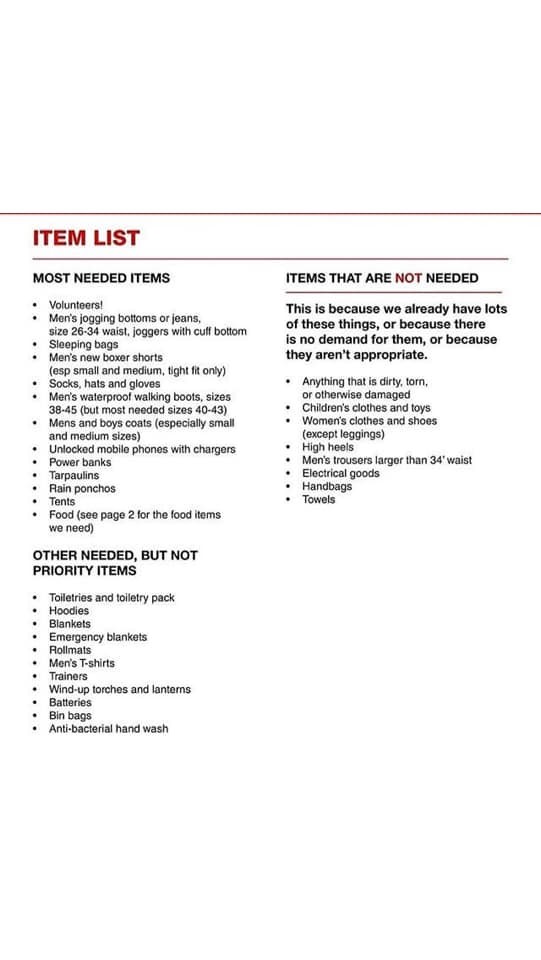 ITEM LIST
MOST NEEDED ITEMS
• Volunteers!
• Men's jogging bottoms or jeans,
size 26-34 waist, joggers with cuff bottom
• Sleeping bags
• Men's new boxer shorts
(esp small and medium, tight fit only)
• Socks, hats and gloves
• Men's waterproof walking boots, sizes
38-45 (but most needed sizes 40-43)
• Mens and boys coats (especially small
and medium sizes)
• Unlocked mobile phones with chargers
• Power banks
• Tarpaulins
• Rain ponchos
• Tents
• Food (see page 2 for the food items
we need)
OTHER NEEDED, BUT NOT
PRIORITY ITEMS
• Toiletries and toiletry pack
• Hoodies
• Blankets
• Emergency blankets
• Rollmats
• Men's T-shirts
• Trainers
• Wind-up torches and lanterns
• Batteries
• Bin bags
• Anti-bacterial hand wash
ITEMS THAT ARE NOT NEEDED
This is because we already have lots
of these things, or because there
is no demand for them, or because
they aren't appropriate.
• Anything that is dirty, torn,
or otherwise damaged
• Children's clothes and toys
• Women's clothes and shoes
(except leggings)
• High heels
• Men's trousers larger than 34' waist
• Electrical goods
• Handbags
• Towels